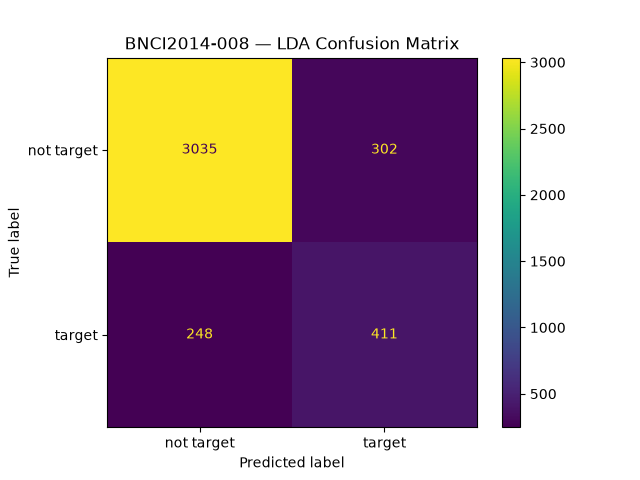 BNCI2014-008 — LDA Confusion Matrix
True label
not target
target
3035
302
248
411
not target
target
Predicted label
3000
2500
2000
1500
1000
500